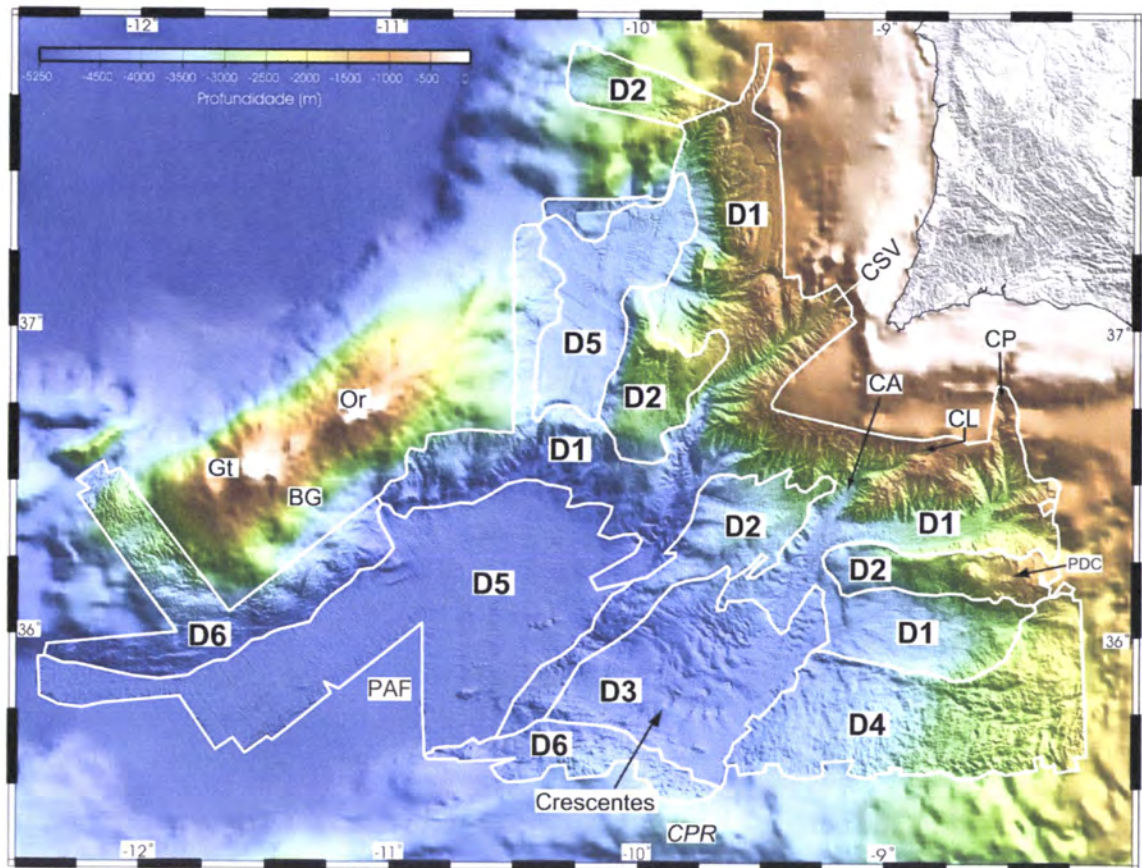 -12° -11° -10° -9°
-5250 -4500 -4000 -3500 -3000 -2500 -2000 -1500 -1000 -500 0
Profundidade (m)
D2
D1
CSV
37° 37°
CP
D5
CA
Or
D2
CL
D1
Gt
BG
D2
D1
D5
D2
PDC
36° 36°
D6
D1
PAF
D3
D4
D6
Crescentes
CPR
-12° -11° -10° -9°